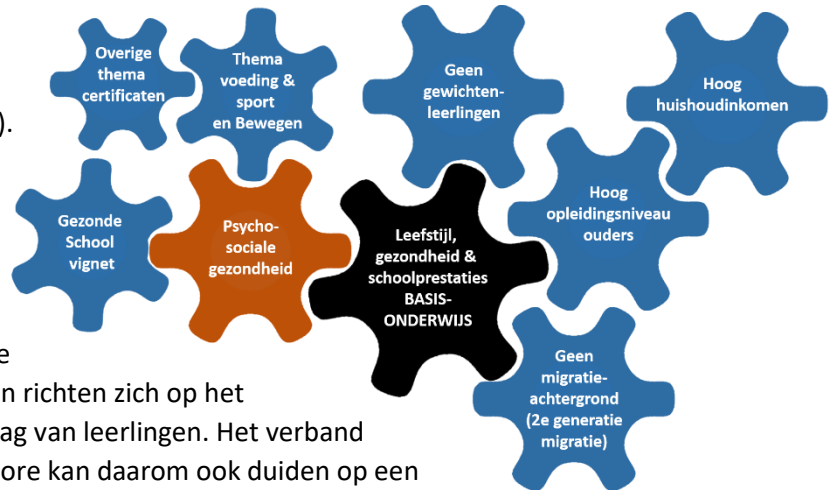 Overige
thema
certificaten
Thema
voeding &
sport
en Bewegen
Geen
gewichten-
leerlingen
Hoog
huishoudinkomen
).
Gezonde
School
vignet
Psycho-
sociale
gezondheid
Leefstijl,
gezondheid &
schoolprestaties
BASIS-
ONDERWIJS
Hoog
opleidingsniveau
ouders
Geen
migratie-
achtergrond
(2e generatie
migratie)
e
n richten zich op het
ag van leerlingen. Het verband
ore kan daarom ook duiden op een